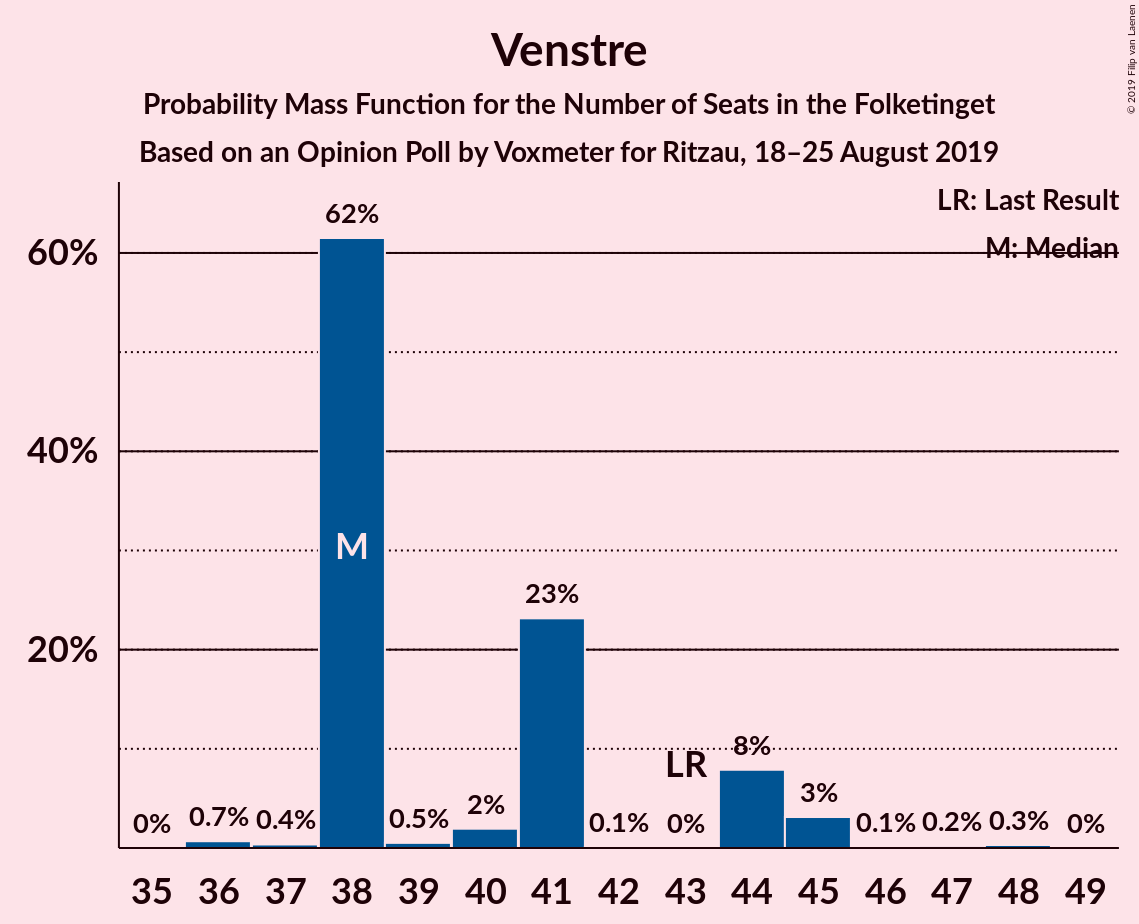 Venstre
Probability Mass Function for the Number of Seats in the Folketinget
Based on an Opinion Poll by Voxmeter for Ritzau, 18–25 August 2019
© 2019 Filip van Laenen
LR: Last Result
M: Median
60%
40%
20%
0%
0.7%
0.4%
62%
M
0.5%
2%
23%
0.1%
LR
0%
8%
3%
0.1%
0.2%
0.3%
0%
35 36 37 38 39 40 41 42 43 44 45 46 47 48 49